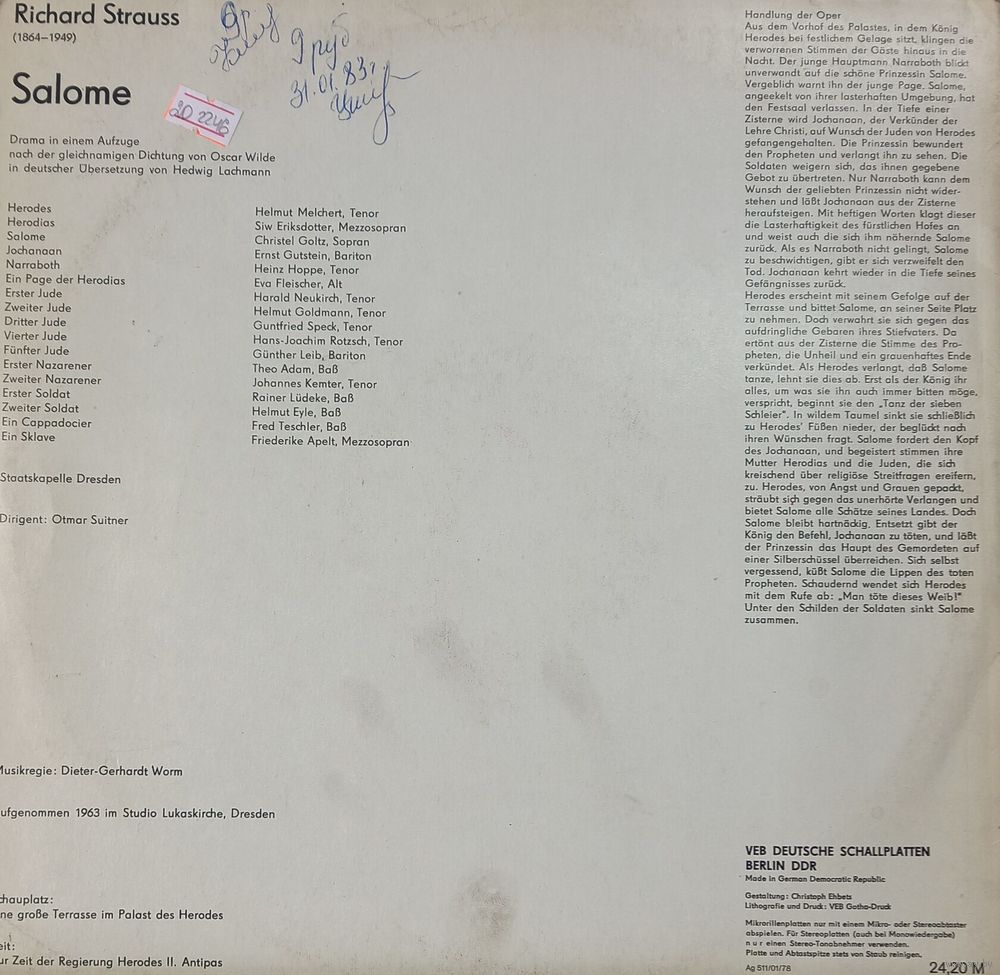 Richard Strauss
(1864–1949)
Salome
9 руб
31.01.83г
20 2246
Drama in einem Aufzuge
nach der gleichnamigen Dichtung von Oscar Wilde
in deutscher Übersetzung von Hedwig Lachmann
Herodes Helmut Melchert, Tenor
Herodias Siw Eriksdotter, Mezzosopran
Salome Christel Goltz, Sopran
Jochanaan Ernst Gutstein, Bariton
Narraboth Heinz Hoppe, Tenor
Ein Page der Herodias Eva Fleischer, Alt
Erster Jude Harald Neukirch, Tenor
Zweiter Jude Helmut Goldmann, Tenor
Dritter Jude Guntfried Speck, Tenor
Vierter Jude Hans-Joachim Rotzsch, Tenor
Fünfter Jude Günther Leib, Bariton
Erster Nazarener Theo Adam, Baß
Zweiter Nazarener Johannes Kemter, Tenor
Erster Soldat Rainer Lüdeke, Baß
Zweiter Soldat Helmut Eyle, Baß
Ein Cappadocier Fred Teschler, Baß
Ein Sklave Friederike Apelt, Mezzosopran
Staatskapelle Dresden
Dirigent: Otmar Suitner
Musikregie: Dieter-Gerhardt Worm
ufgenommen 1963 im Studio Lukaskirche, Dresden
chauplatz:
ne große Terrasse im Palast des Herodes
eit:
ur Zeit der Regierung Herodes II. Antipas
Handlung der Oper
Aus dem Vorhof des Palastes, in dem König
Herodes bei festlichem Gelage sitzt, klingen die
verworrenen Stimmen der Gäste hinaus in die
Nacht. Der junge Hauptmann Narraboth blickt
unverwandt auf die schöne Prinzessin Salome.
Vergeblich warnt ihn der junge Page. Salome,
angeekelt von ihrer lasterhaften Umgebung, hat
den Festsaal verlassen. In der Tiefe einer
Zisterne wird Jochanaan, der Verkünder der
Lehre Christi, auf Wunsch der Juden von Herodes
gefangengehalten. Die Prinzessin bewundert
den Propheten und verlangt ihn zu sehen. Die
Soldaten weigern sich, das ihnen gegebene
Gebot zu übertreten. Nur Narraboth kann dem
Wunsch der geliebten Prinzessin nicht wider-
stehen und läßt Jochanaan aus der Zisterne
heraufsteigen. Mit heftigen Worten klagt dieser
die Lasterhaftigkeit des fürstlichen Hofes an
und weist auch die sich ihm nähernde Salome
zurück. Als es Narraboth nicht gelingt, Salome
zu beschwichtigen, gibt er sich verzweifelt den
Tod. Jochanaan kehrt wieder in die Tiefe seines
Gefängnisses zurück.
Herodes erscheint mit seinem Gefolge auf der
Terrasse und bittet Salome, an seiner Seite Platz
zu nehmen. Doch verwahrt sie sich gegen das
aufdringliche Gebaren ihres Stiefvaters. Da
ertönt aus der Zisterne die Stimme des Pro-
pheten, die Unheil und ein grauenhaftes Ende
verkündet. Als Herodes verlangt, daß Salome
tanze, lehnt sie dies ab. Erst als der König ihr
alles, um was sie ihn auch immer bitten möge,
verspricht, beginnt sie den „Tanz der sieben
Schleier". In wildem Taumel sinkt sie schließlich
zu Herodes' Füßen nieder, der beglückt nach
ihren Wünschen fragt. Salome fordert den Kopf
des Jochanaan, und begeistert stimmen ihre
Mutter Herodias und die Juden, die sich
kreischend über religiöse Streitfragen ereifern,
zu. Herodes, von Angst und Grauen gepackt,
sträubt sich gegen das unerhörte Verlangen und
bietet Salome alle Schätze seines Landes. Doch
Salome bleibt hartnäckig. Entsetzt gibt der
König den Befehl, Jochanaan zu töten, und läßt
der Prinzessin das Haupt des Gemordeten auf
einer Silberschüssel überreichen. Sich selbst
vergessend, küßt Salome die Lippen des toten
Propheten. Schaudernd wendet sich Herodes
mit dem Rufe ab: „Man töte dieses Weib!"
Unter den Schilden der Soldaten sinkt Salome
zusammen.
VEB DEUTSCHE SCHALLPLATTEN
BERLIN DDR
Made in German Democratic Republic
Gestaltung: Christoph Ehbets
Lithografie und Druck: VEB Gotha-Druck
Mikrorillenplatten nur mit einem Mikro- oder Stereoabtaster
abspielen. Für Stereoplatten (auch bei Monowiedergabe)
nur einen Stereo-Tonabnehmer verwenden.
Platte und Abtastspitze stets von Staub reinigen.
Ag 511/01/78
24,20 M